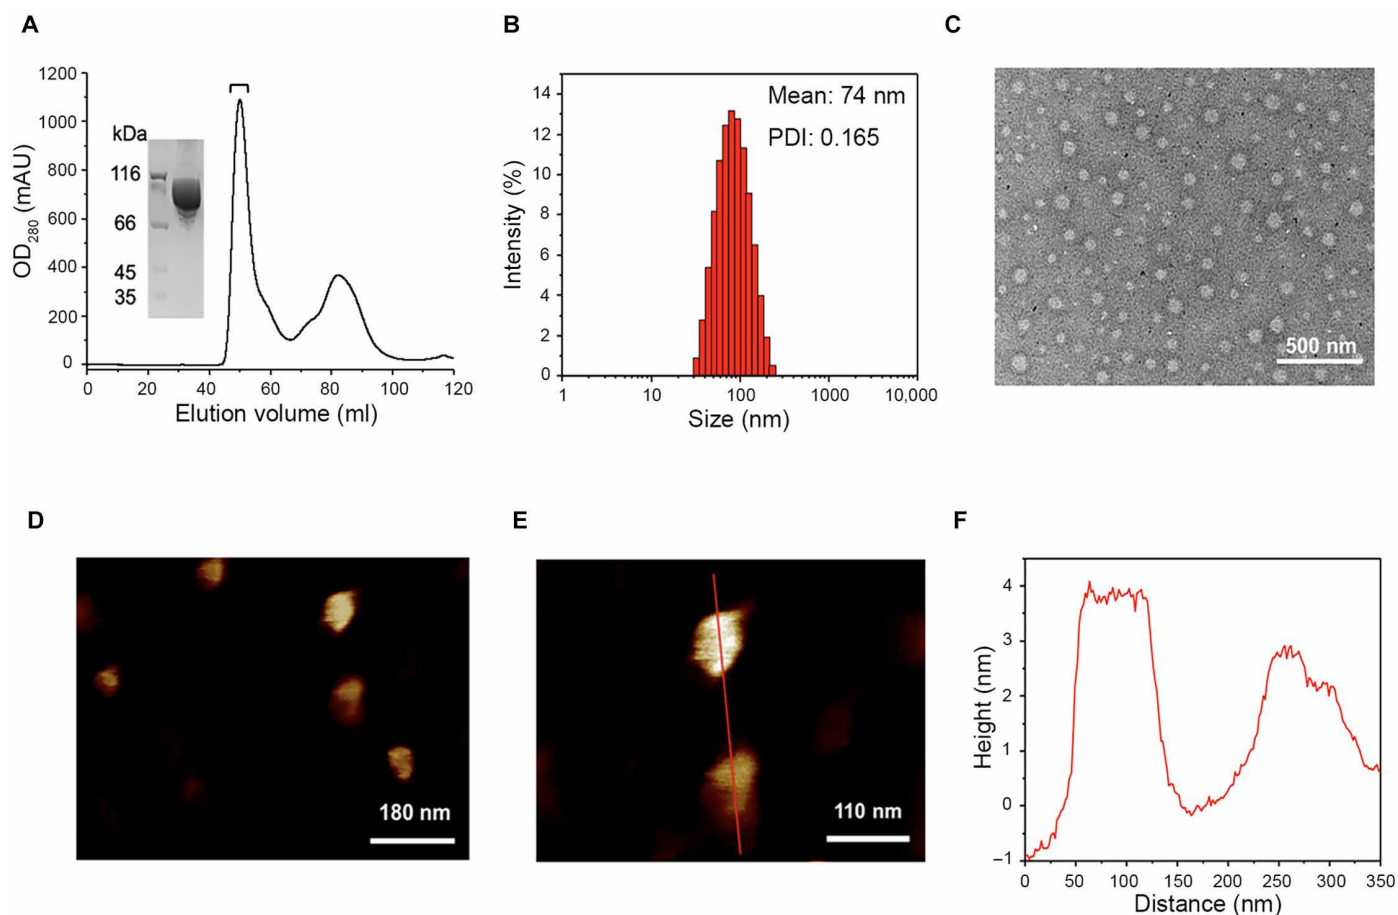 A
1200
1000
800
600
400
200
0
OD280 (mAU)
kDa
116
66
45
35
0 20 40 60 80 100 120
Elution volume (ml)
B
14
12
10
8
6
4
2
0
Intensity (%)
Mean: 74 nm
PDI: 0.165
1 10 100 1000 10,000
Size (nm)
C
500 nm
D
180 nm
E
110 nm
F
4
3
2
1
0
−1
Height (nm)
0 50 100 150 200 250 300 350
Distance (nm)